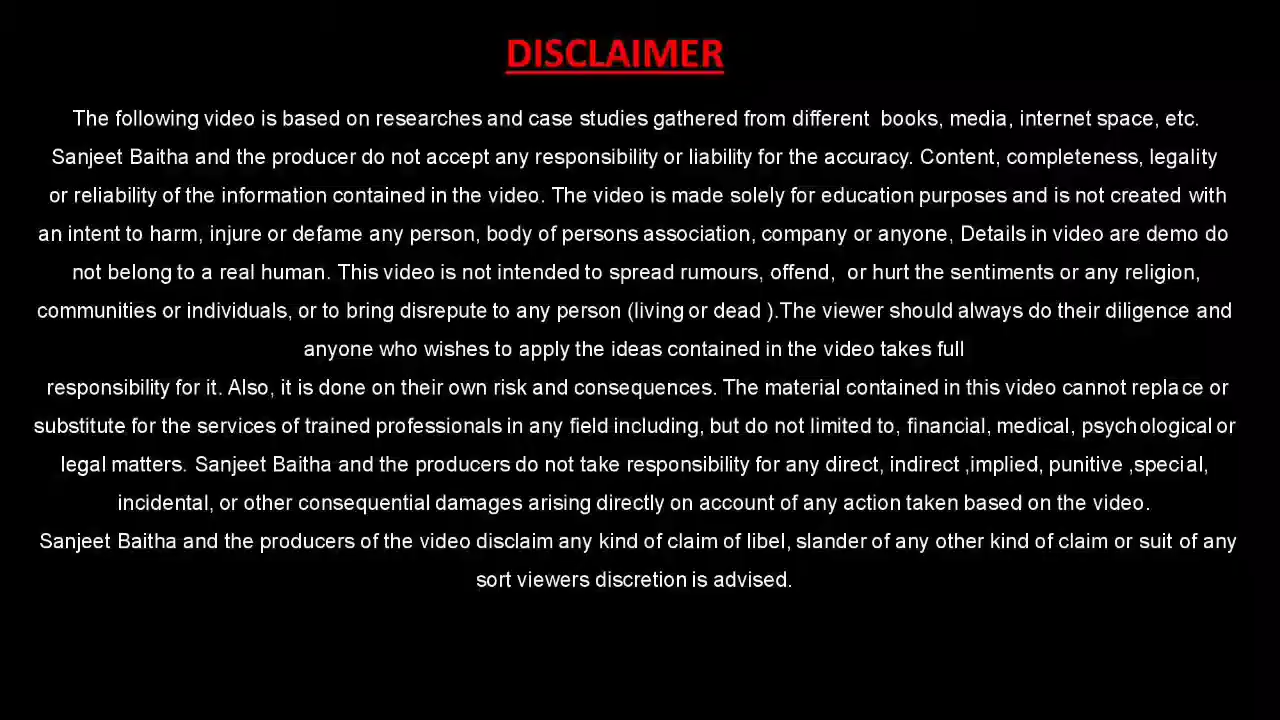 DISCLAIMER
The following video is based on researches and case studies gathered from different books, media, internet space, etc.
Sanjeet Baitha and the producer do not accept any responsibility or liability for the accuracy. Content, completeness, legality
or reliability of the information contained in the video. The video is made solely for education purposes and is not created with
an intent to harm, injure or defame any person, body of persons association, company or anyone, Details in video are demo do
not belong to a real human. This video is not intended to spread rumours, offend, or hurt the sentiments or any religion,
communities or individuals, or to bring disrepute to any person (living or dead ).The viewer should always do their diligence and
anyone who wishes to apply the ideas contained in the video takes full
responsibility for it. Also, it is done on their own risk and consequences. The material contained in this video cannot replace or
substitute for the services of trained professionals in any field including, but do not limited to, financial, medical, psychological or
legal matters. Sanjeet Baitha and the producers do not take responsibility for any direct, indirect ,implied, punitive ,special,
incidental, or other consequential damages arising directly on account of any action taken based on the video.
Sanjeet Baitha and the producers of the video disclaim any kind of claim of libel, slander of any other kind of claim or suit of any
sort viewers discretion is advised.